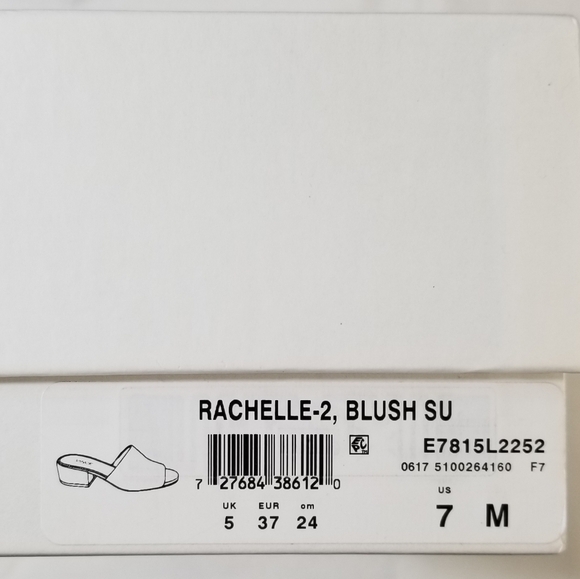 RACHELLE-2, BLUSH SU
E7815L2252
0617 5100264160 F7
7 27684 38612 0
UK EUR cm
5 37 24
US
7 M